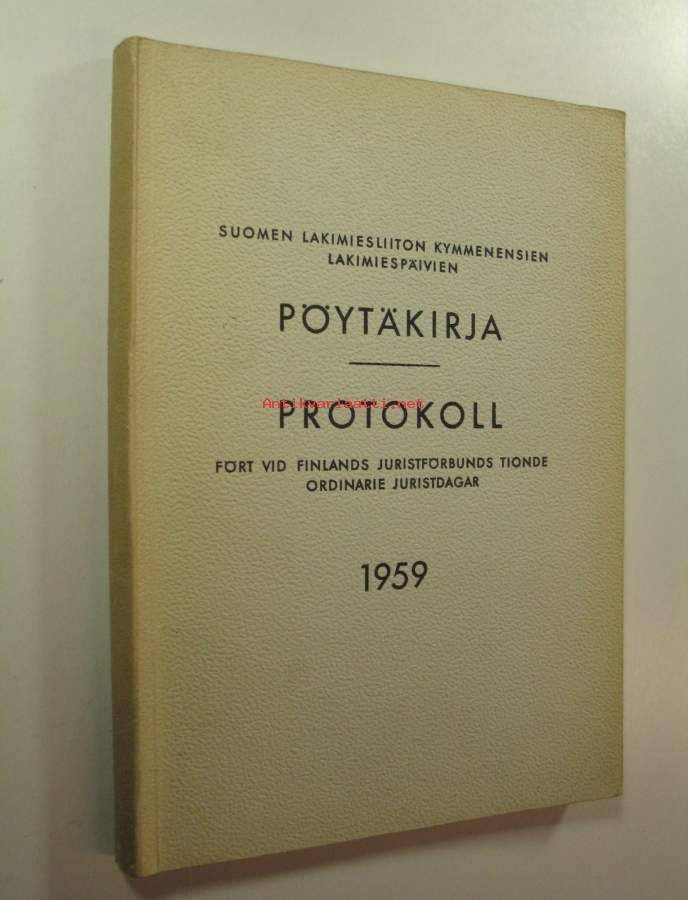 SUOMEN LAKIMIESLIITON KYMMENENSIEN
LAKIMIESPÄIVIEN
PÖYTÄKIRJA
Antikvariaatti.net
PROTOKOLL
FÖRT VID FINLANDS JURISTFÖRBUNDS TIONDE
ORDINARIE JURISTDAGAR
1959